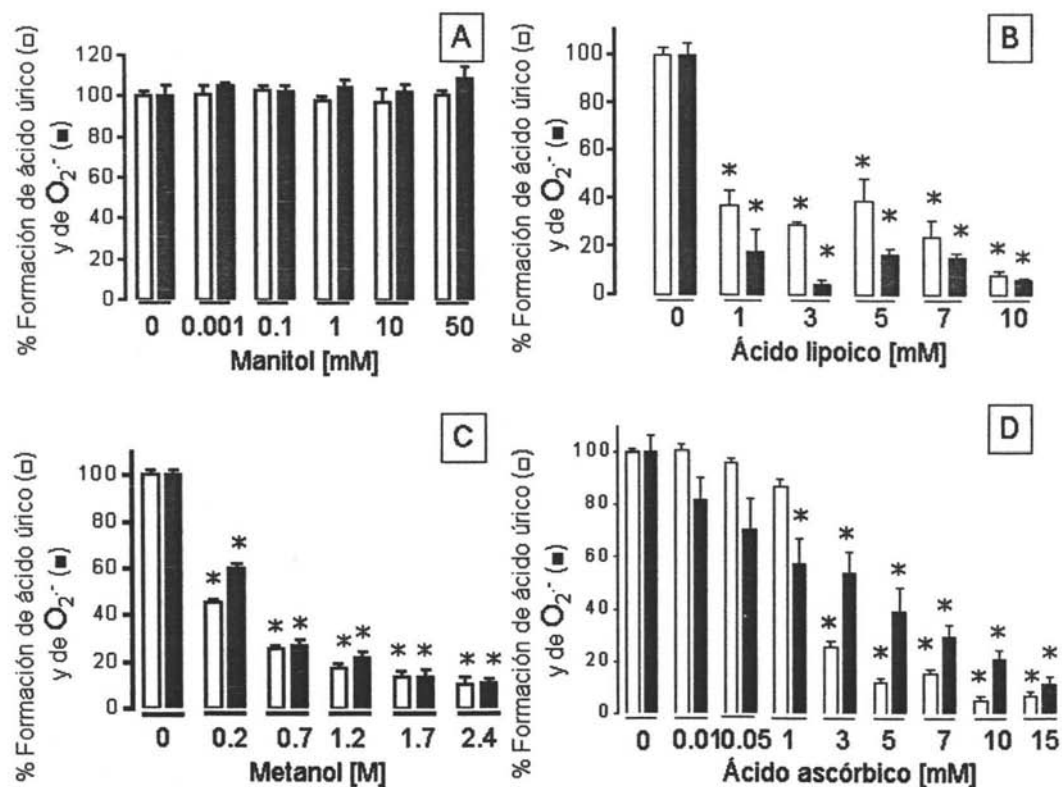 A
% Formación de ácido úrico (□)
y de O₂·⁻ (■)
120
100
80
60
40
20
0
0 0.001 0.1 1 10 50
Manitol [mM]
B
% Formación de ácido úrico (□)
y de O₂·⁻ (■)
100
80
60
40
20
0
* * * * * * * * * *
0 1 3 5 7 10
Ácido lipoico [mM]
C
% Formación de ácido úrico (□)
y de O₂·⁻ (■)
100
80
60
40
20
0
* * * * * * * * * *
0 0.2 0.7 1.2 1.7 2.4
Metanol [M]
D
% Formación de ácido úrico (□)
y de O₂·⁻ (■)
100
80
60
40
20
0
* * * * * * * * * * *
0 0.01 0.05 1 3 5 7 10 15
Ácido ascórbico [mM]